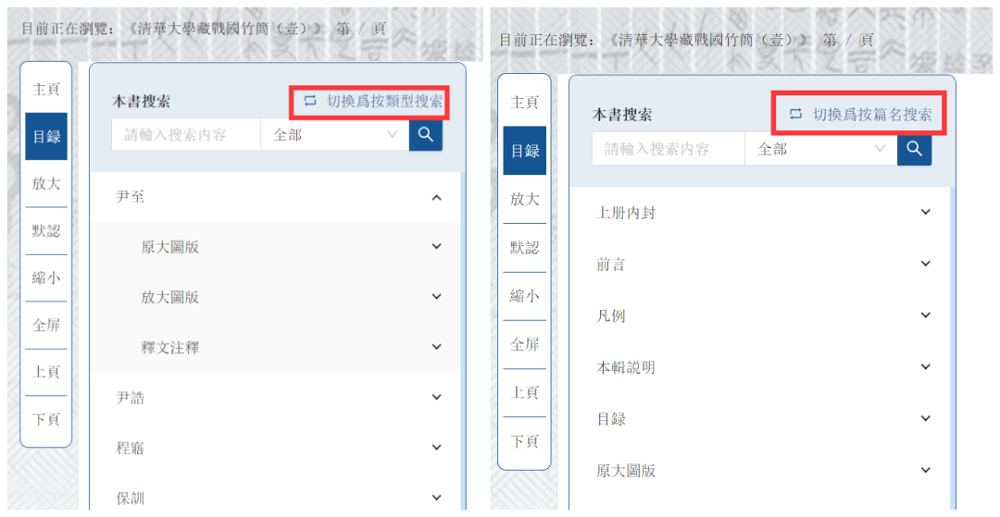 目前正在瀏覽：《清華大學藏戰國竹簡（壹）》 第 / 頁
主頁
目録
放大
默認
縮小
全屏
上頁
下頁
本書搜索
切換爲按類型搜索
請輸入搜索内容
全部
尹至
原大圖版
放大圖版
釋文注釋
尹誥
程寤
保訓
目前正在瀏覽：《清華大學藏戰國竹簡（壹）》 第 / 頁
主頁
目録
放大
默認
縮小
全屏
上頁
下頁
本書搜索
切換爲按篇名搜索
請輸入搜索内容
全部
上册内封
前言
凡例
本輯説明
目録
原大圖版